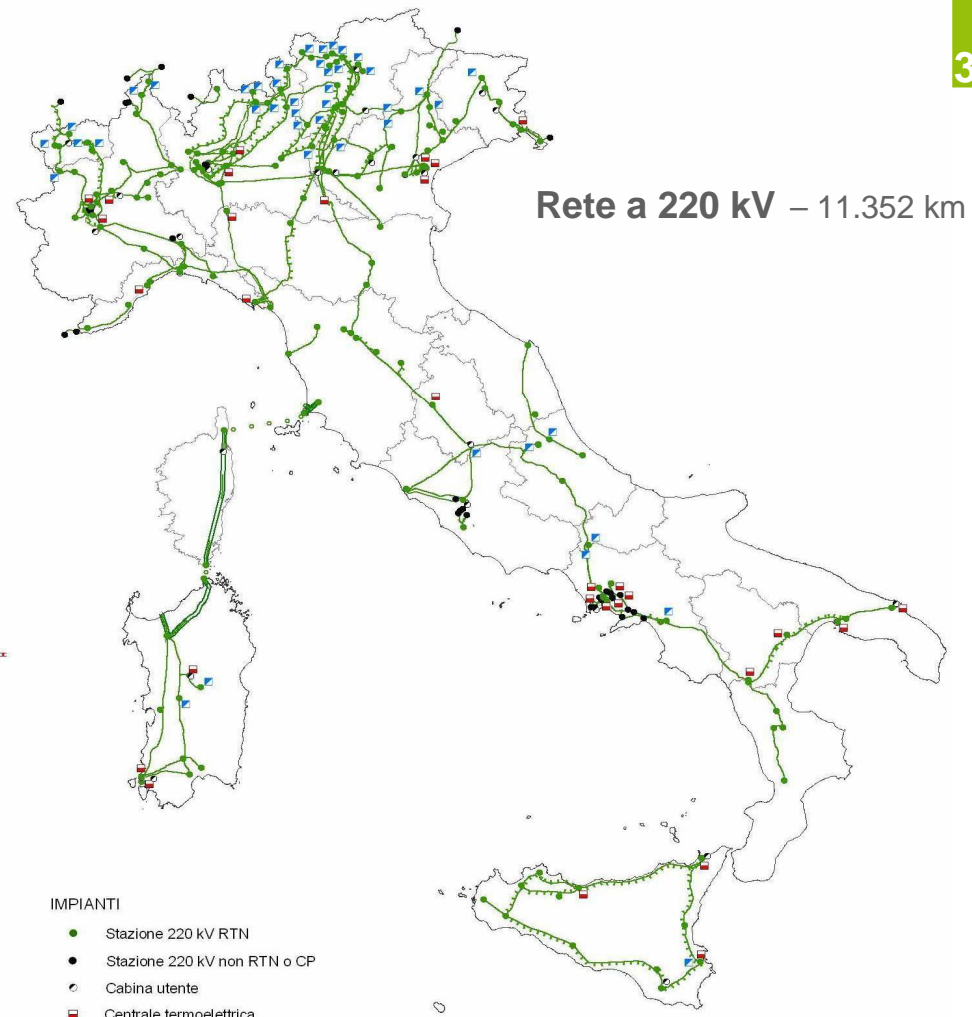 3
Rete a 220 kV – 11.352 km
IMPIANTI
Stazione 220 kV RTN
Stazione 220 kV non RTN o CP
Cabina utente
Centrale termoelettrica